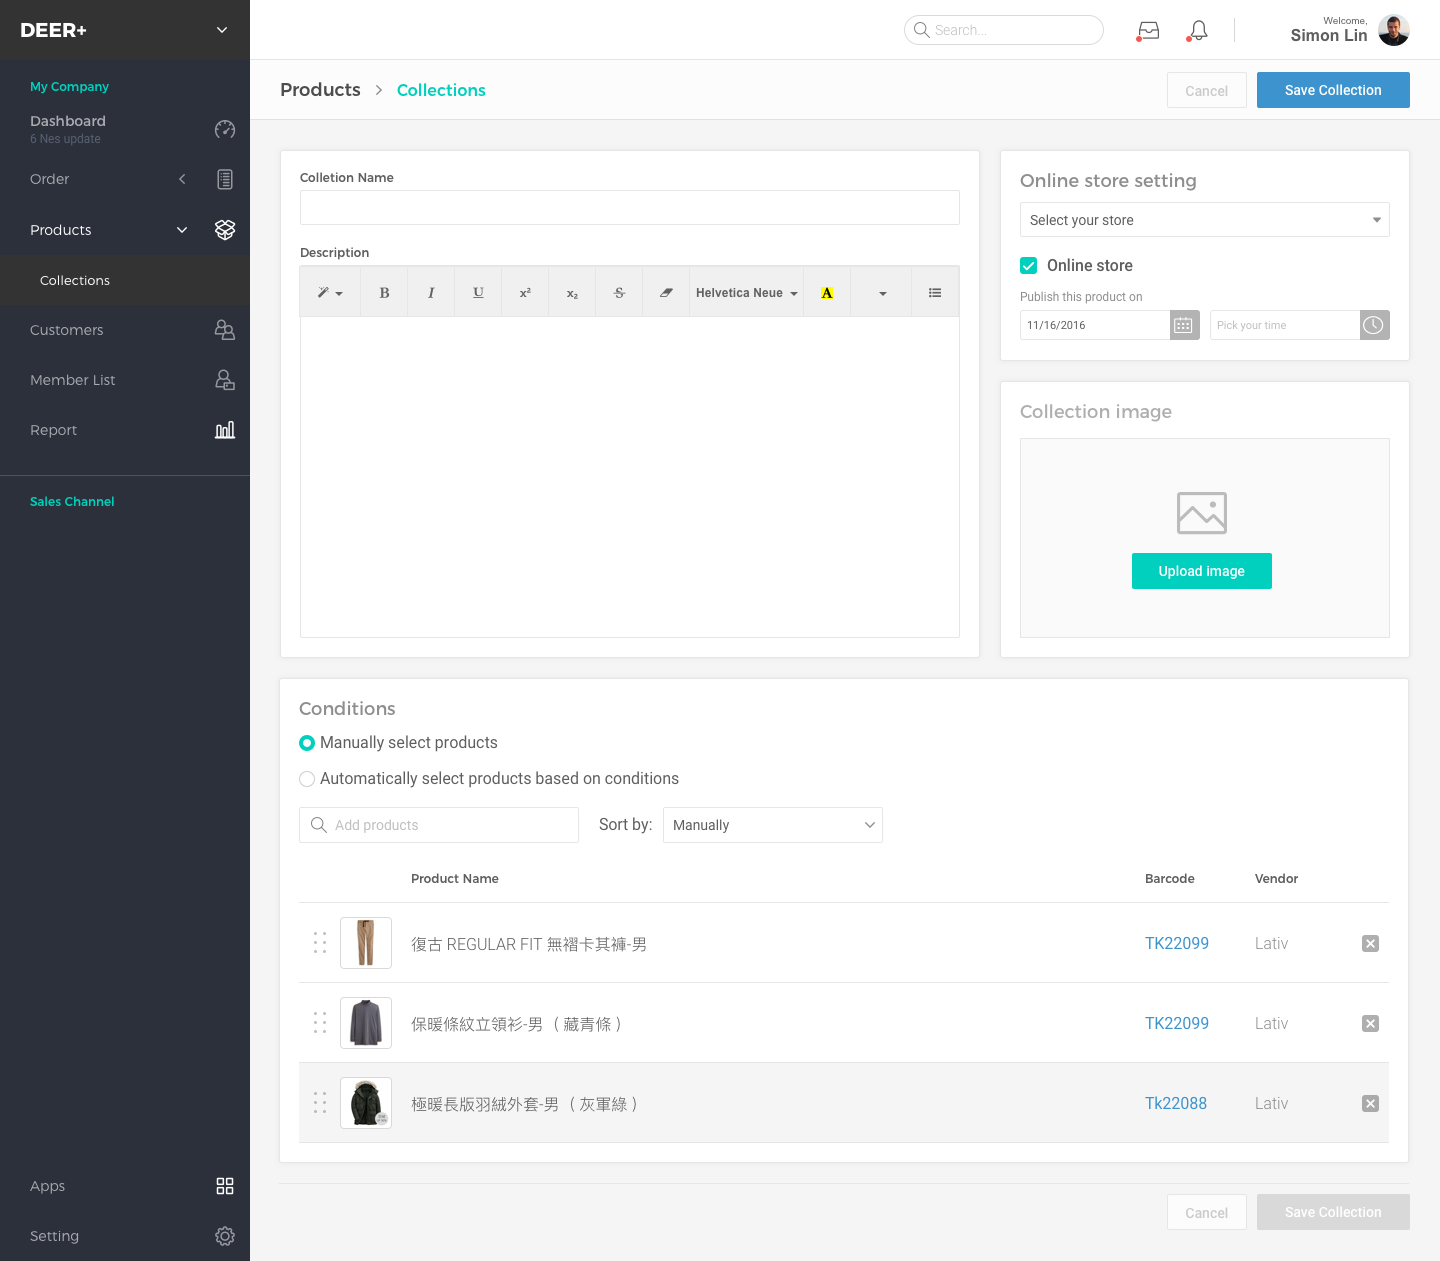 DEER+
Search...
Welcome,
Simon Lin
My Company
Dashboard
6 Nes update
Order
Products
Collections
Customers
Member List
Report
Sales Channel
Apps
Setting
Products > Collections
Cancel
Save Collection
Colletion Name
Description
B I U x² x₂ S Helvetica Neue A
Online store setting
Select your store
Online store
Publish this product on
11/16/2016
Pick your time
Collection image
Upload image
Conditions
Manually select products
Automatically select products based on conditions
Add products
Sort by:
Manually
Product Name Barcode Vendor
復古 REGULAR FIT 無褶卡其褲-男 TK22099 Lativ
保暖條紋立領衫-男（藏青條） TK22099 Lativ
極暖長版羽絨外套-男（灰軍綠） Tk22088 Lativ
Cancel
Save Collection